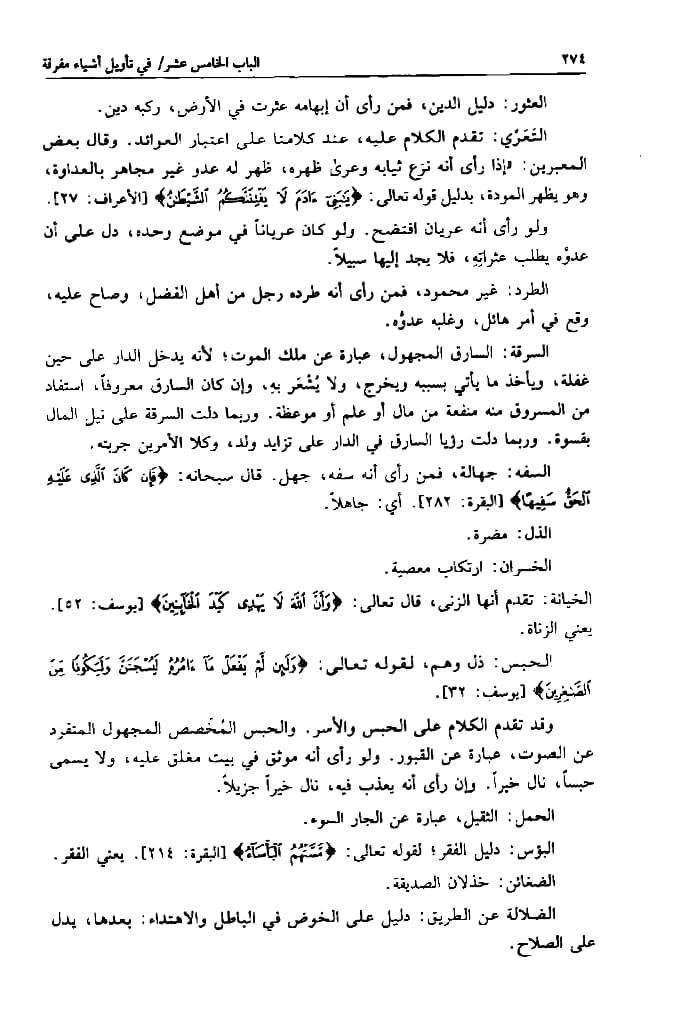 ٢٧٤ الباب الخامس عشر/ في تأويل أشياء مفرقة
العثور: دليل الدين، فمن رأى أن إبهامه عثرت في الأرض، ركبه دين.
التَّعَرِّي: تقدم الكلام عليه، عند كلامنا على اعتبار العوائد. وقال بعض
المعبرين: «إذا رأى أنه نزع ثيابه وعرىٰ ظهره، ظهر له عدو غير مجاهر بالعداوة،
وهو يظهر المودة، بدليل قوله تعالى: ﴿يَٰبَنِيٓ ءَادَمَ لَا يَفْتِنَنَّكُمُ ٱلشَّيْطَٰنُ﴾ [الأعراف: ٢٧].
ولو رأى أنه عريان افتضح. ولو كان عرياناً في موضع وحده، دل على أن
عدوَّه يطلب عثراتِهِ، فلا يجد إليها سبيلاً.
الطرد: غير محمود، فمن رأى أنه طرده رجل من أهل الفضل، وصاح عليه،
وقع في أمر هائل، وغلبه عدوُّه.
السرقة: السارق المجهول، عبارة عن ملك الموت؛ لأنه يدخل الدار على حين
غفلة، ويأخذ ما يأتي بسببه ويخرج، ولا يُشْعَر بِهِ، وإن كان السارق معروفاً، استفاد
من المسروق منه منفعة من مال أو علم أو موعظة. وربما دلت السرقة على نيل المال
بقسوة. وربما دلت رؤيا السارق في الدار على تزايد ولد، وكلا الأمرين جربته.
السفه: جهالة، فمن رأى أنه سفه، جهل. قال سبحانه: ﴿فَإِن كَانَ ٱلَّذِى عَلَيْهِ
ٱلْحَقُّ سَفِيهًا﴾ [البقرة: ٢٨٢]. أي: جاهلاً.
الذل: مضرة.
الخسران: ارتكاب معصية.
الخيانة: تقدم أنها الزنى، قال تعالى: ﴿وَأَنَّ ٱللَّهَ لَا يَهْدِى كَيْدَ ٱلْخَآئِنِينَ﴾ [يوسف: ٥٢].
يعني الزناة.
الحبس: ذل وهم، لقوله تعالى: ﴿وَلَئِن لَّمْ يَفْعَلْ مَآ ءَامُرُهُۥ لَيُسْجَنَنَّ وَلَيَكُونًا مِّنَ
ٱلصَّٰغِرِينَ﴾ [يوسف: ٣٢].
وقد تقدم الكلام على الحبس والأسر. والحبس المُخَصص المجهول المنفرد
عن الصوت، عبارة عن القبور. ولو رأى أنه موثق في بيت مغلق عليه، ولا يسمى
حبساً، نال خيراً. وإن رأى أنه يعذب فيه، نال خيراً جزيلاً.
الحمل: الثقيل، عبارة عن الجار السوء.
البؤس: دليل الفقر؛ لقوله تعالى: ﴿مَّسَّتْهُمُ ٱلْبَأْسَآءُ﴾ [البقرة: ٢١٤]. يعني الفقر.
الضغائن: خذلان الصديقة.
الضلالة عن الطريق: دليل على الخوض في الباطل والاهتداء: بعدها، يدل
على الصلاح.